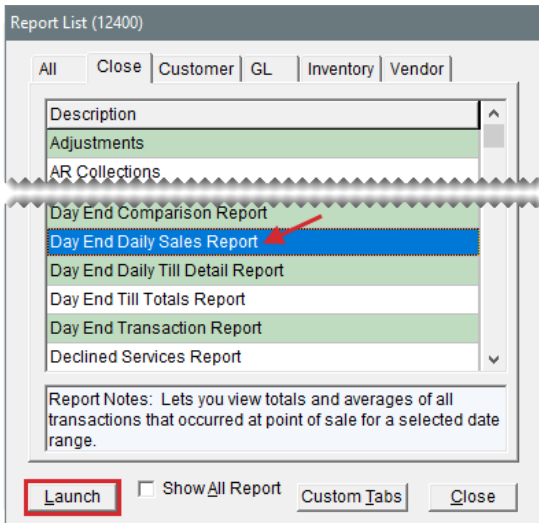 Report List (12400)
All Close Customer GL Inventory Vendor
Description
Adjustments
AR Collections
Day End Comparison Report
Day End Daily Sales Report
Day End Daily Till Detail Report
Day End Till Totals Report
Day End Transaction Report
Declined Services Report
Report Notes: Lets you view totals and averages of all
transactions that occurred at point of sale for a selected date
range.
Launch Show All Report Custom Tabs Close